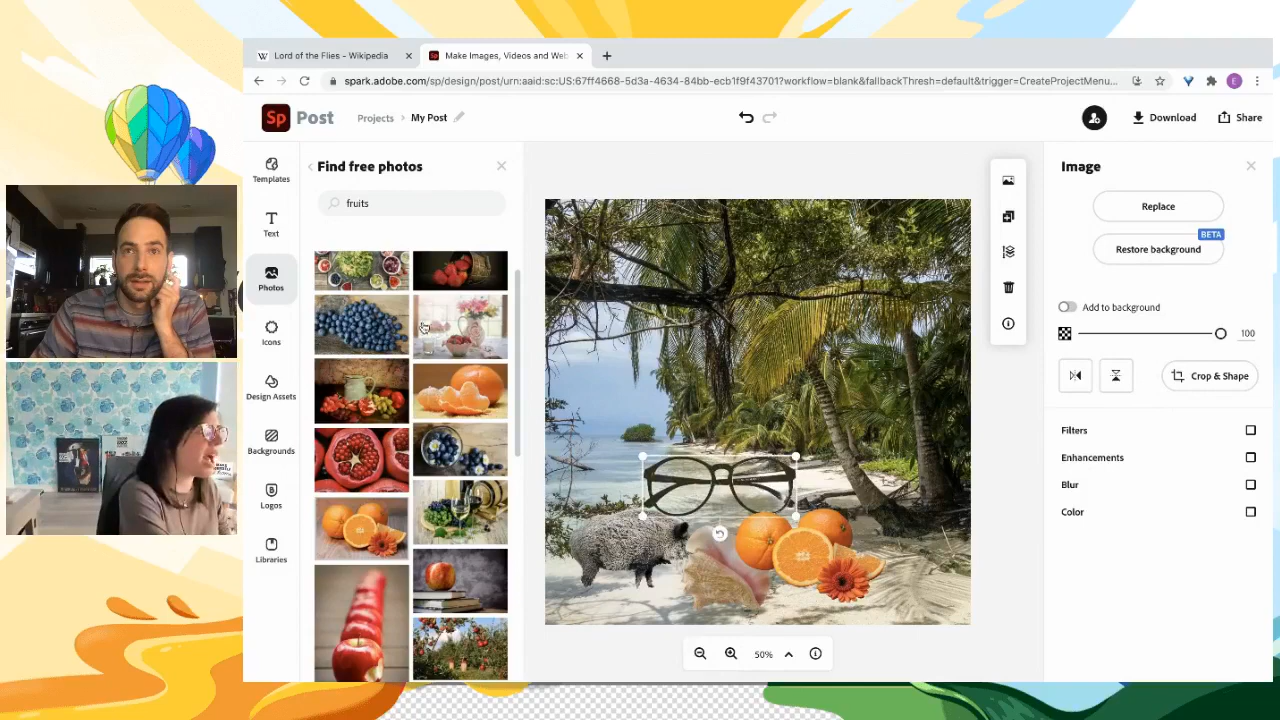 Lord of the Flies - Wikipedia
Make Images, Videos and Web
spark.adobe.com/sp/design/post/urn:aaid:sc:US:67ff4668-5d3a-4634-84bb-ecb1f9f43701?workflow=blank&fallbackThresh=default&trigger=CreateProjectMenu...
E
Sp Post
Projects > My Post
Download
Share
Templates
Text
Photos
Icons
Design Assets
Backgrounds
Logos
Libraries
Find free photos
fruits
50%
Image
Replace
BETA
Restore background
Add to background
100
Crop & Shape
Filters
Enhancements
Blur
Color